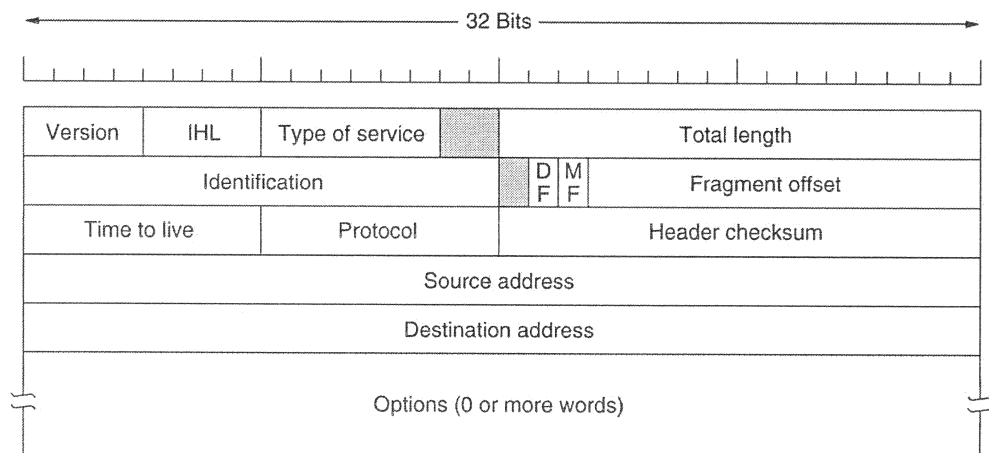 32 Bits
Version IHL Type of service Total length
Identification D F M F Fragment offset
Time to live Protocol Header checksum
Source address
Destination address
Options (0 or more words)